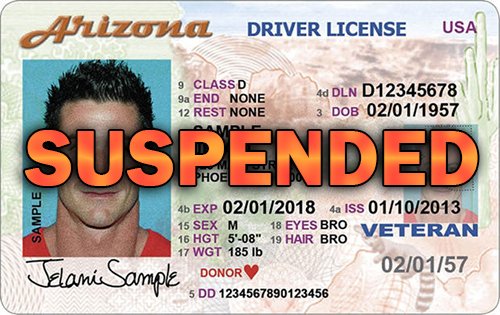 Arizona DRIVER LICENSE USA
9 CLASS D 4d DLN D12345678
9a END NONE 3 DOB 02/01/1957
12 REST NONE
SAMPLE
SUSPENDED
SAMPLE
4b EXP 02/01/2018 4a ISS 01/10/2013
15 SEX M 18 EYES BRO
16 HGT 5'-08" 19 HAIR BRO
17 WGT 185 lb
VETERAN
Jelani Sample
DONOR
02/01/57
5 DD 1234567890123456